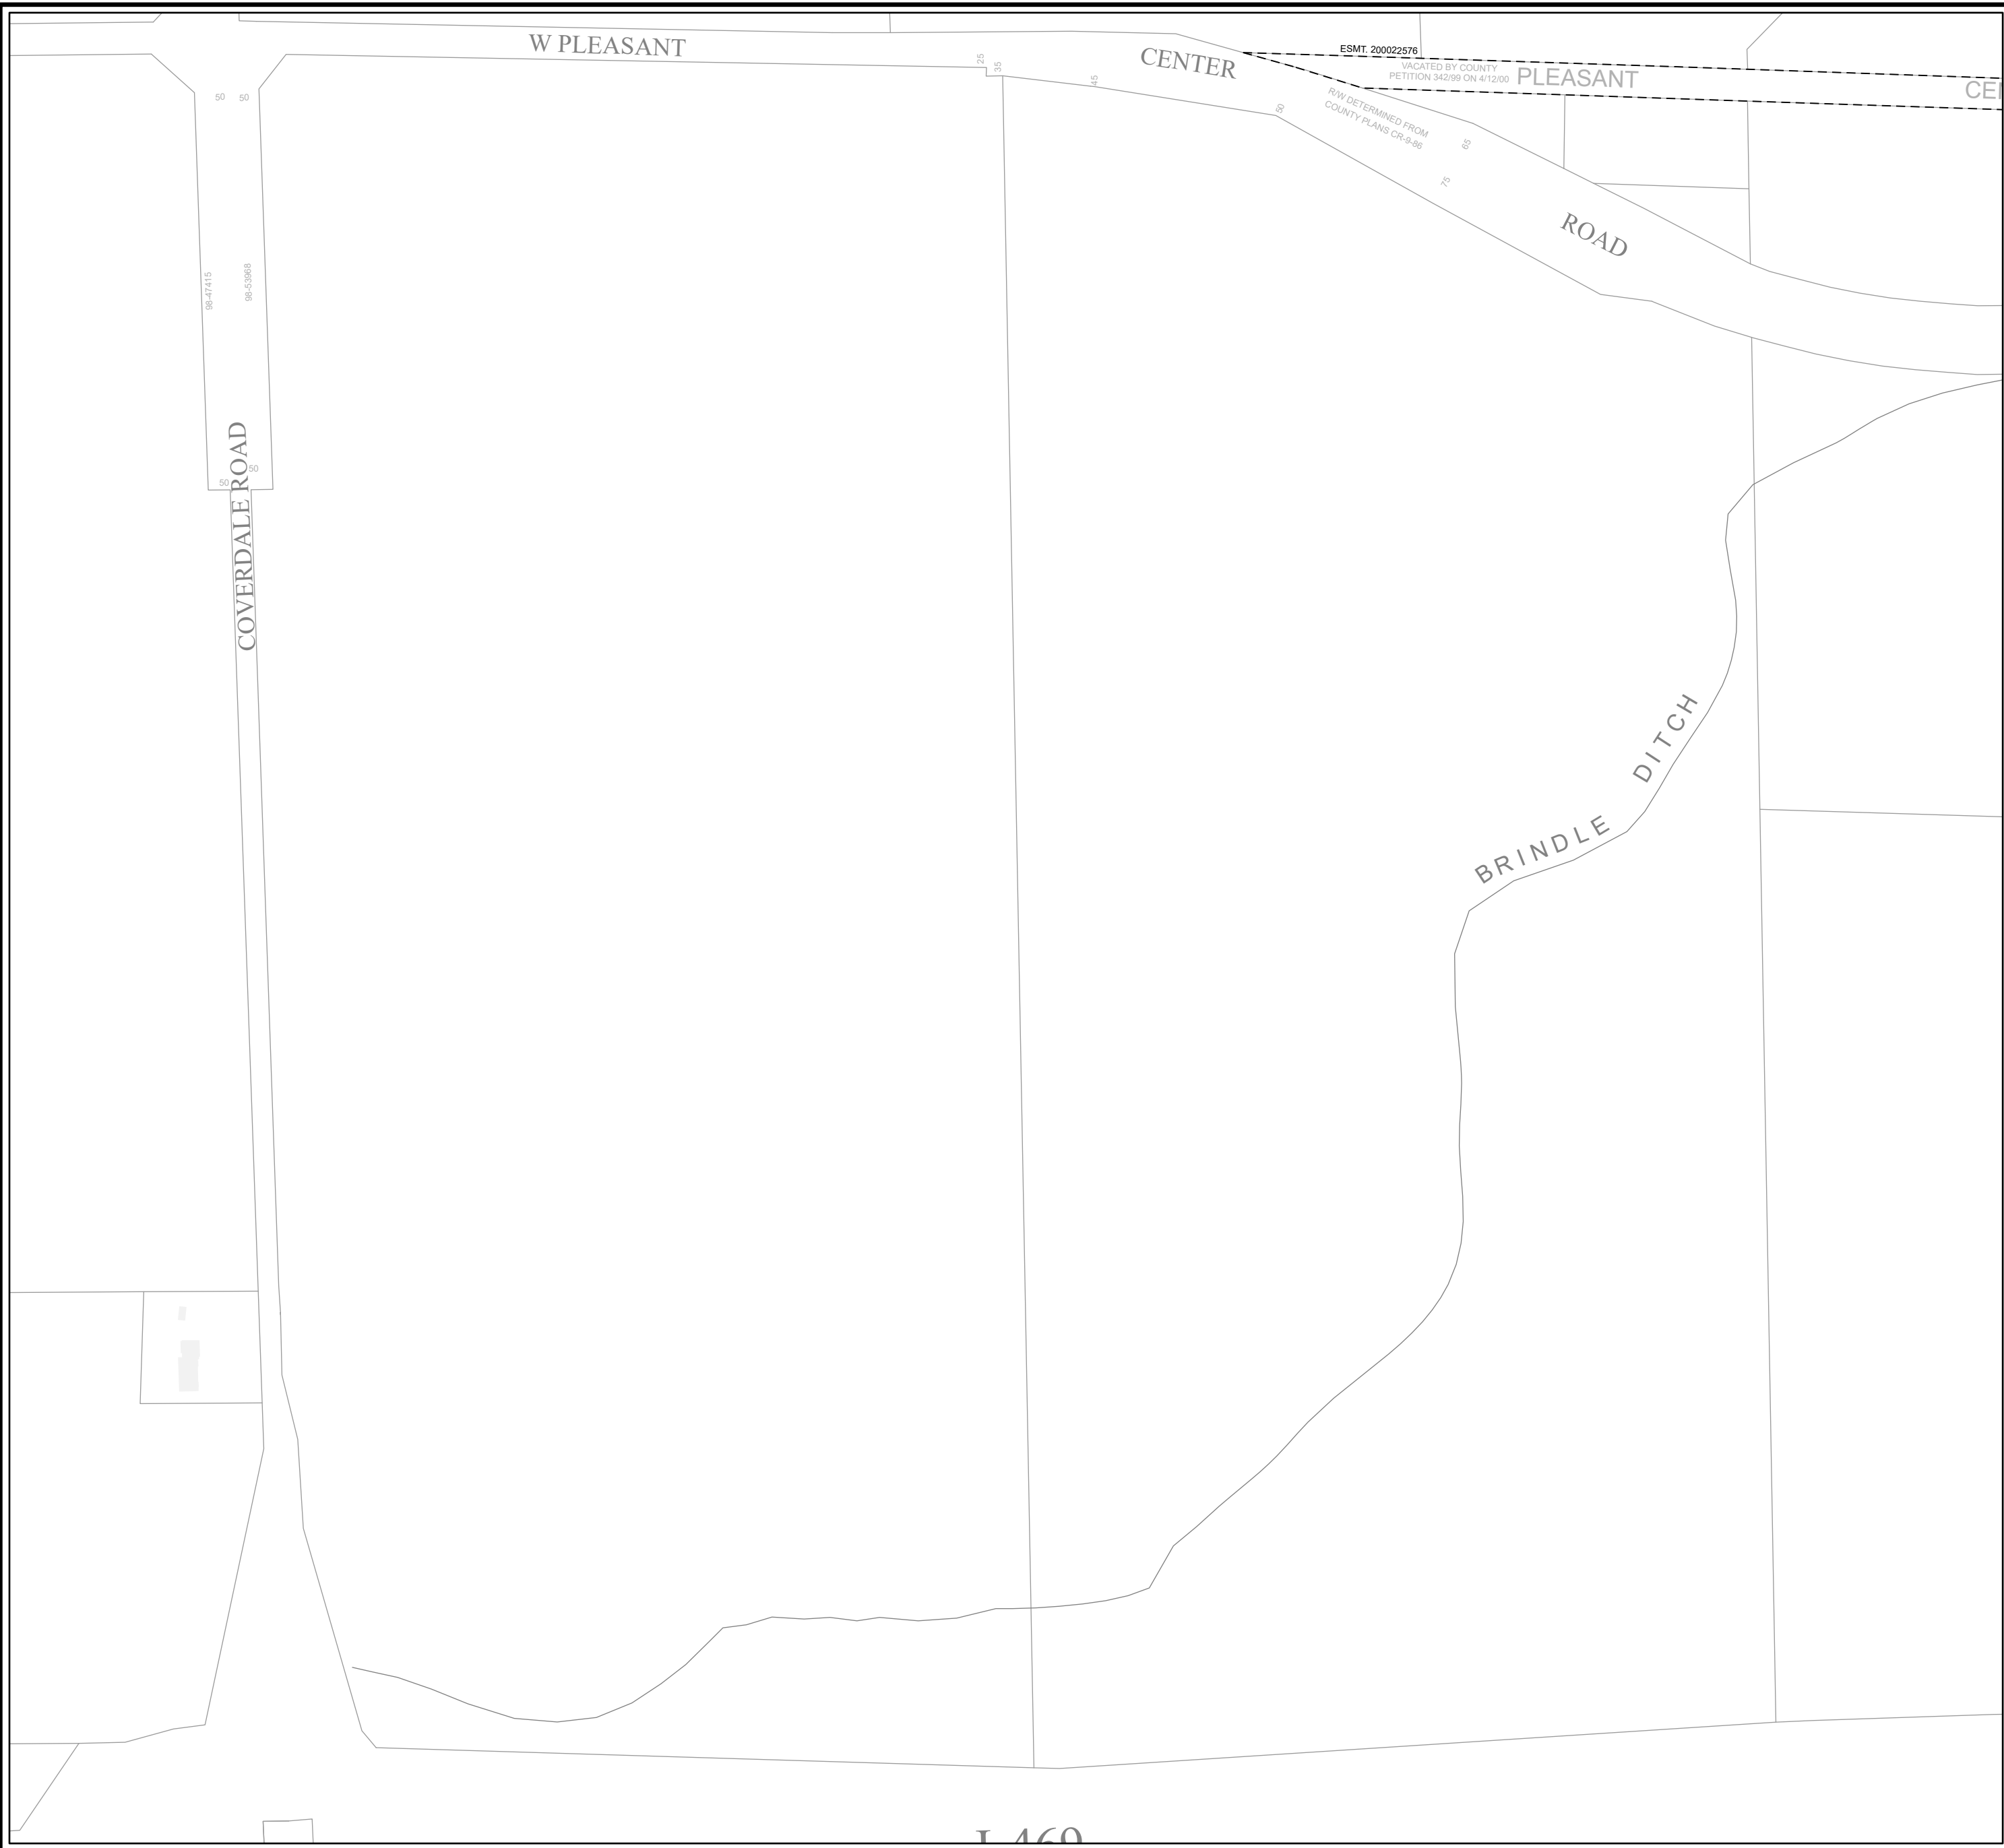 W PLEASANT
CENTER
ROAD
25
35
45
50
ESMT. 200022576
VACATED BY COUNTY
PETITION 342/99 ON 4/12/00
PLEASANT
R/W DETERMINED FROM
COUNTY PLANS CR-9-86
65
75
50
50
98-47415
98-53968
50
50
COVERDALE ROAD
BRINDLE DITCH
I-469